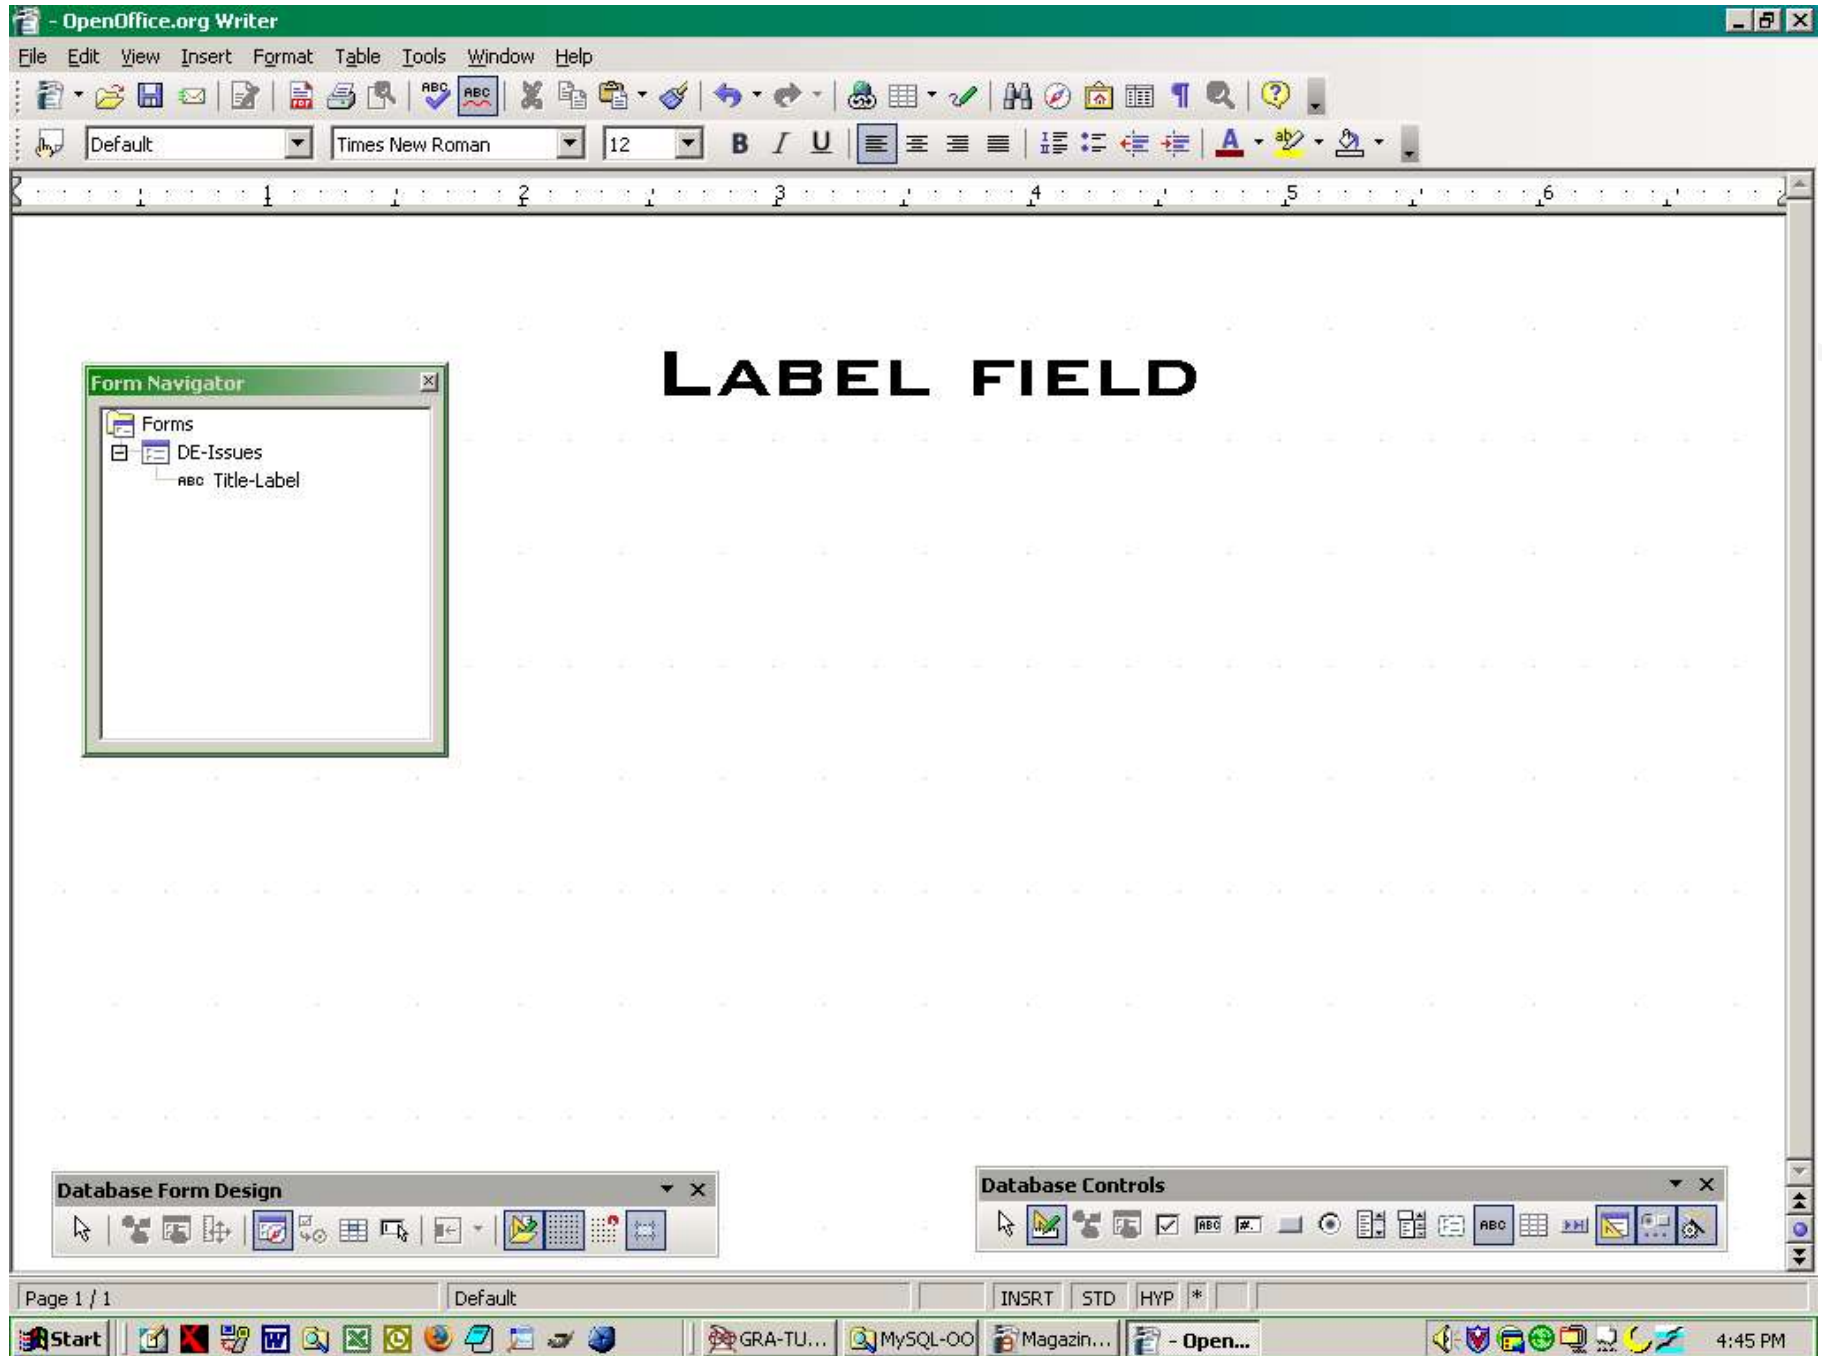 - OpenOffice.org Writer
File Edit View Insert Format Table Tools Window Help
Default Times New Roman 12 B I U
1 2 3 4 5 6
LABEL FIELD
Form Navigator
Forms
DE-Issues
ABC Title-Label
Database Form Design
Database Controls
Page 1 / 1 Default INSRT STD HYP *
Start GRA-TU... MySQL-OO Magazin... - Open... 4:45 PM